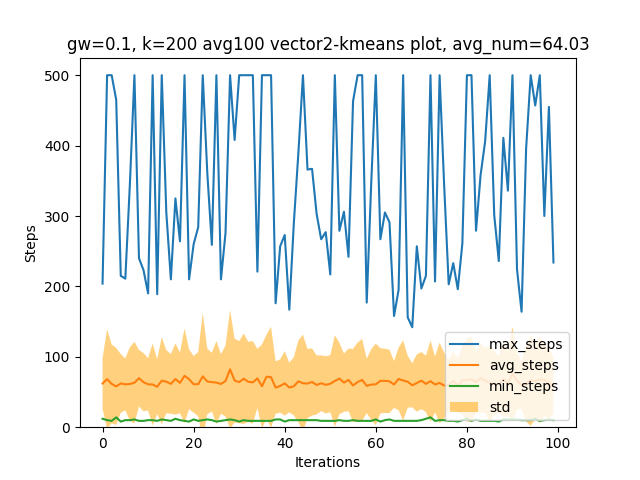 gw=0.1, k=200 avg100 vector2-kmeans plot, avg_num=64.03
500
400
300
200
100
0
Steps
0 20 40 60 80 100
Iterations
max_steps
avg_steps
min_steps
std